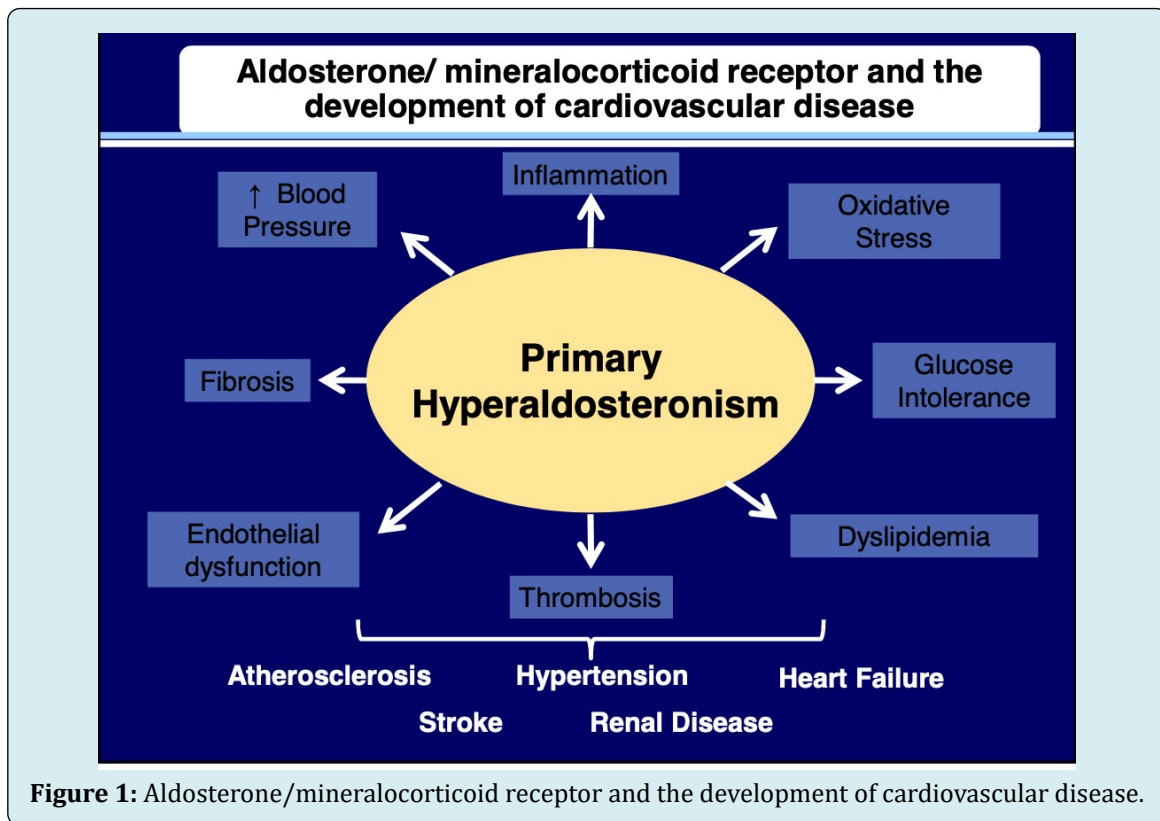 Aldosterone/ mineralocorticoid receptor and the
development of cardiovascular disease
Inflammation
↑ Blood
Pressure
Oxidative
Stress
Primary
Hyperaldosteronism
Fibrosis
Glucose
Intolerance
Endothelial
dysfunction
Dyslipidemia
Thrombosis
Atherosclerosis Hypertension Heart Failure
Stroke Renal Disease
Figure 1: Aldosterone/mineralocorticoid receptor and the development of cardiovascular disease.